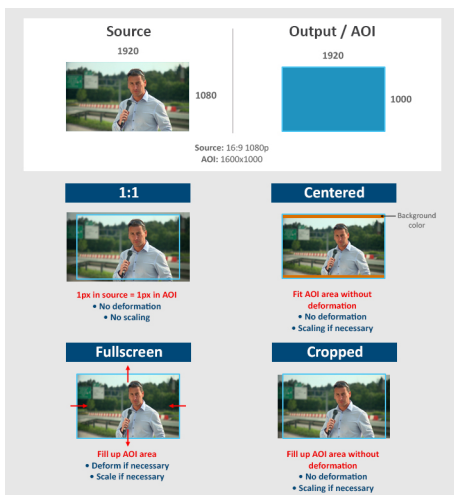 Source
Output / AOI
1920
1920
1080
1000
Source: 16:9 1080p
AOI: 1600x1000
1:1
Centered
Background
color
1px in source = 1px in AOI
• No deformation
• No scaling
Fit AOI area without
deformation
• No deformation
• Scaling if necessary
Fullscreen
Cropped
Fill up AOI area
• Deform if necessary
• Scale if necessary
Fill up AOI area without
deformation
• No deformation
• Scaling if necessary